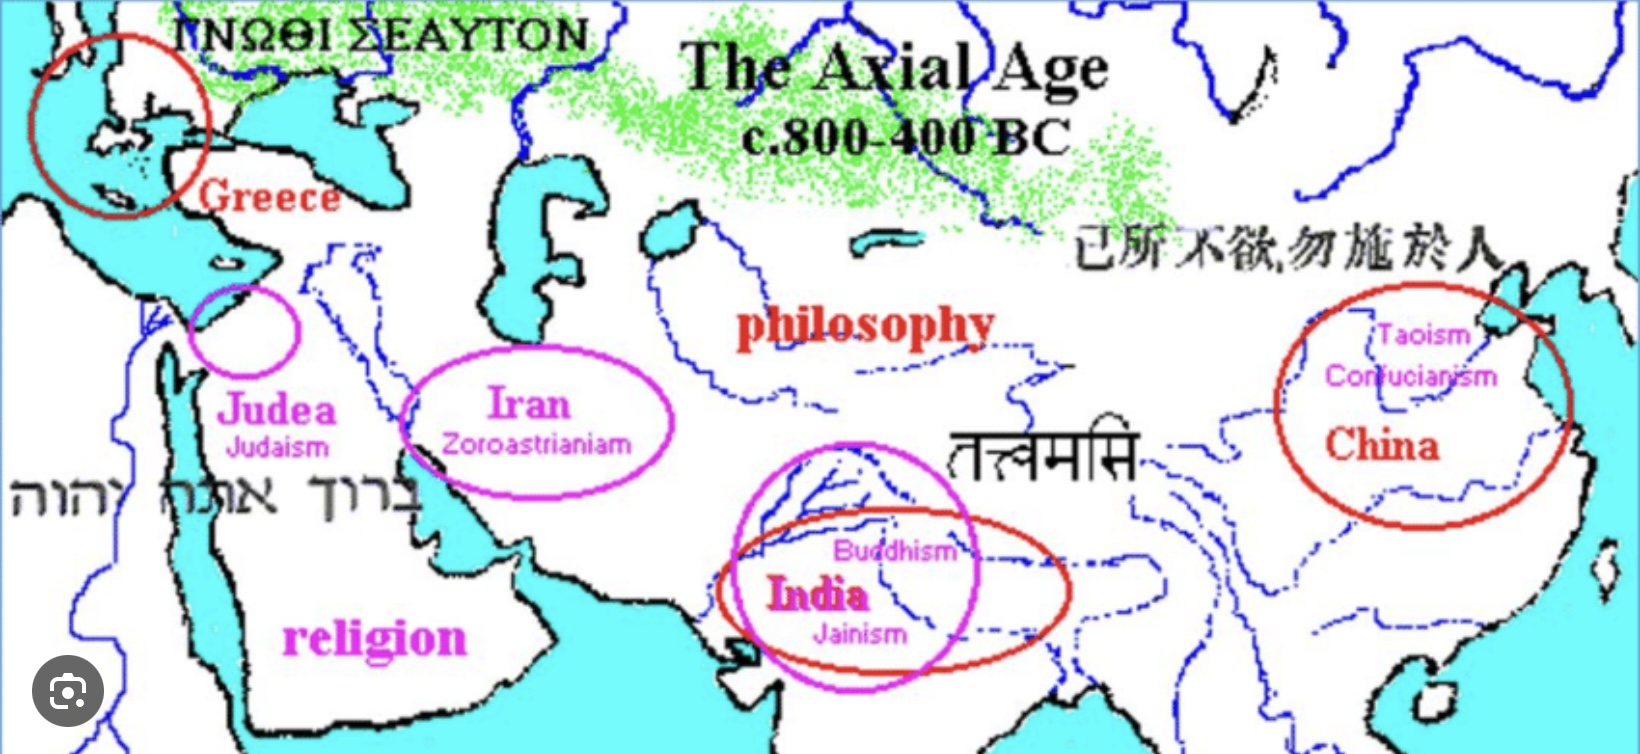 ΓΝΩΘΙ ΣΕΑΥΤΟΝ
The Axial Age
c.800-400 BC
Greece
已所不欲,勿施於人
philosophy
Taoism
Confucianism
China
Judea
Judaism
Iran
Zoroastrianiam
ברוך אתה יהוה
तत्त्वमसि
Buddhism
India
Jainism
religion